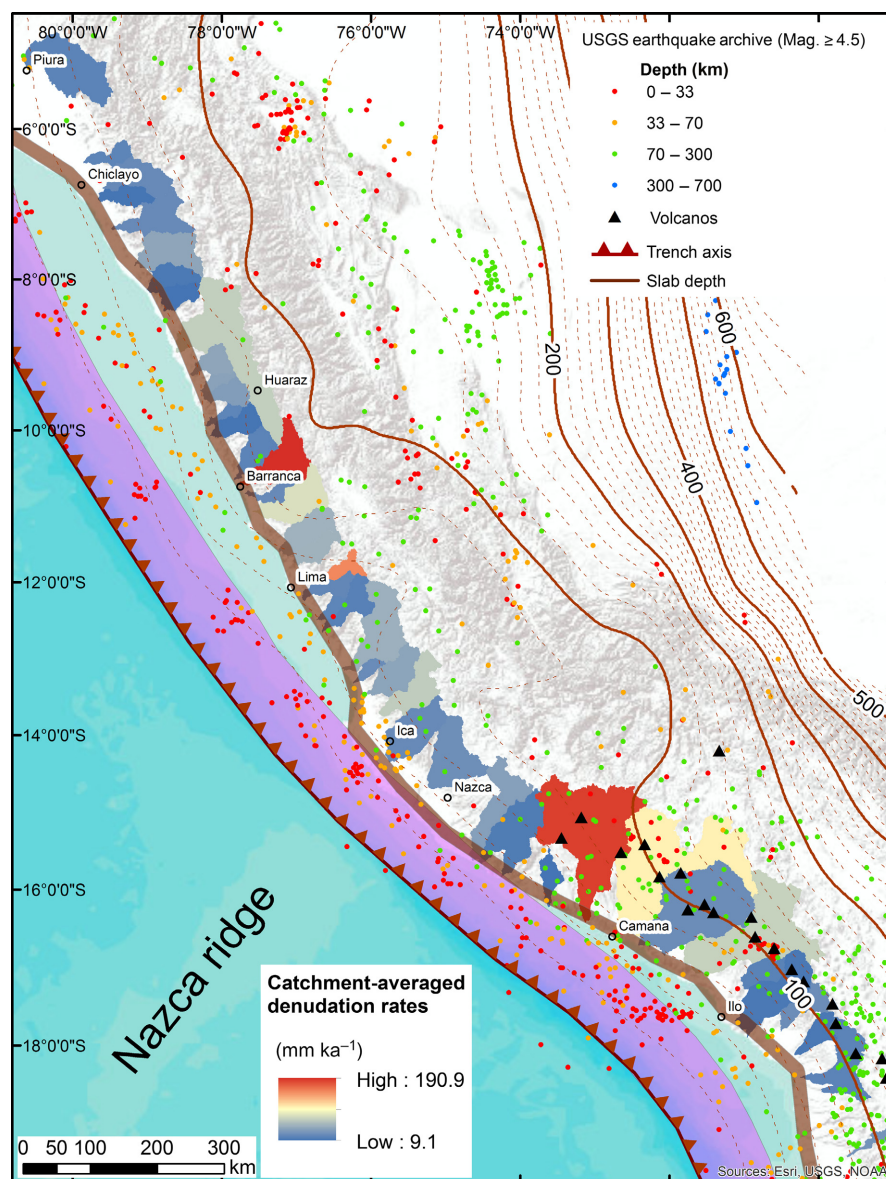 80°0'0"W
78°0'0"W
76°0'0"W
74°0'0"W
USGS earthquake archive (Mag. ≥ 4.5)
Depth (km)
0 – 33
33 – 70
70 – 300
300 – 700
Volcanos
Trench axis
Slab depth
Piura
6°0'0"S
Chiclayo
8°0'0"S
200
600
Huaraz
10°0'0"S
Barranca
400
12°0'0"S
Lima
500
14°0'0"S
Ica
Nazca
16°0'0"S
Camana
Nazca ridge
100
Ilo
18°0'0"S
Catchment-averaged
denudation rates
(mm ka–1)
High : 190.9
Low : 9.1
0 50 100 200 300
km
Sources: Esri, USGS, NOAA